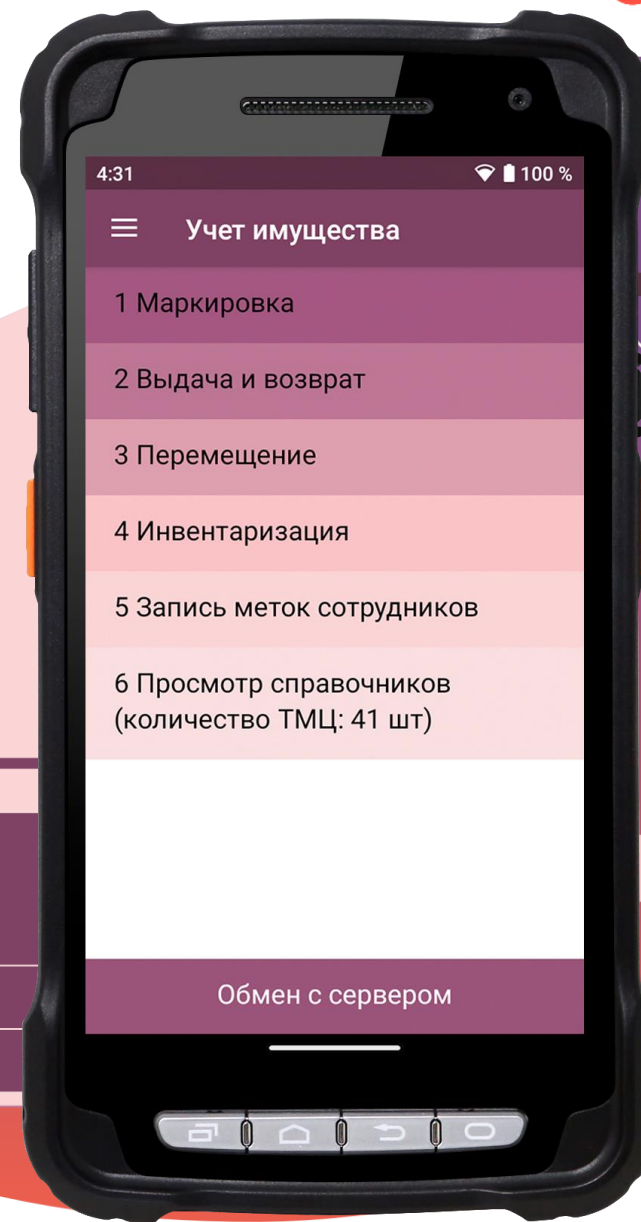 4:31
100 %
Учет имущества
1 Маркировка
2 Выдача и возврат
3 Перемещение
4 Инвентаризация
5 Запись меток сотрудников
6 Просмотр справочников
(количество ТМЦ: 41 шт)
Обмен с сервером